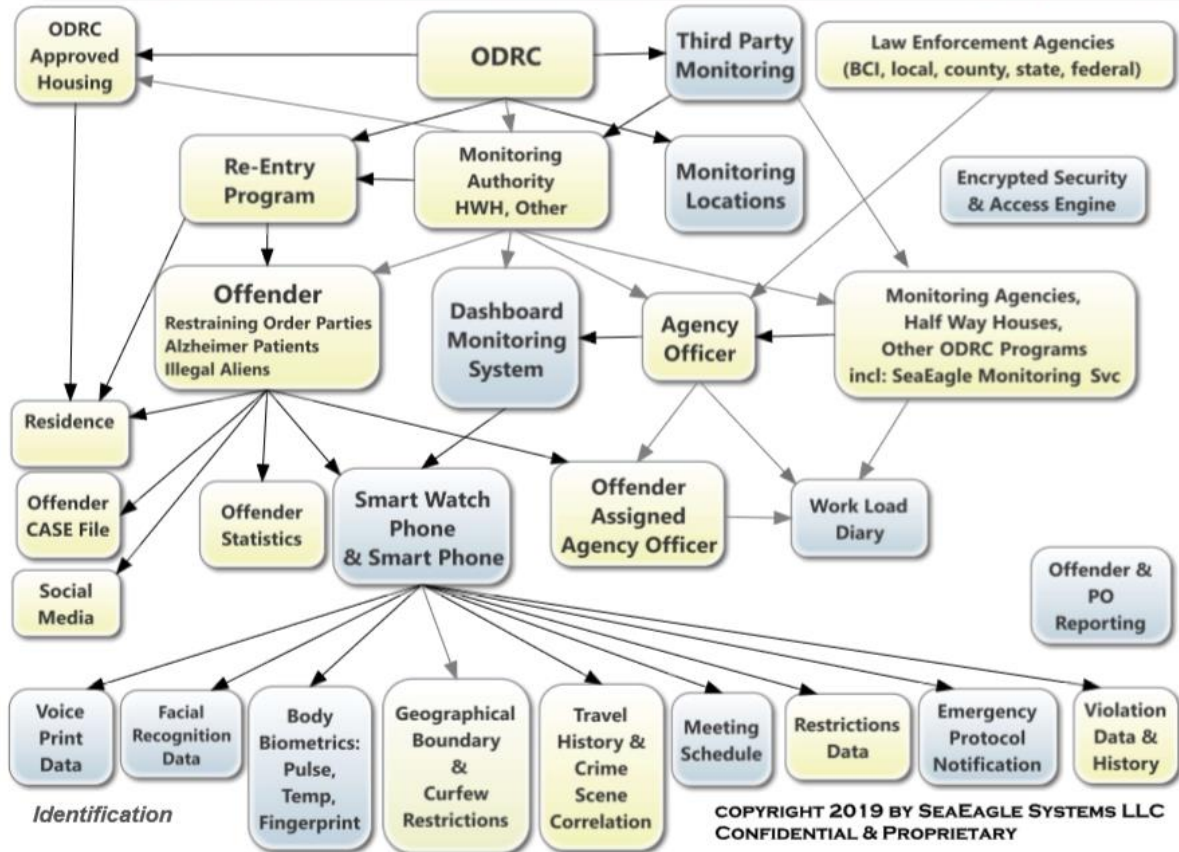 ODRC
Approved
Housing
ODRC
Third Party
Monitoring
Law Enforcement Agencies
(BCI, local, county, state, federal)
Re-Entry
Program
Monitoring
Authority
HWH, Other
Monitoring
Locations
Encrypted Security
& Access Engine
Offender
Restraining Order Parties
Alzheimer Patients
Illegal Aliens
Dashboard
Monitoring
System
Agency
Officer
Monitoring Agencies,
Half Way Houses,
Other ODRC Programs
incl: SeaEagle Monitoring Svc
Residence
Offender
CASE File
Social
Media
Offender
Statistics
Smart Watch
Phone
& Smart Phone
Offender
Assigned
Agency Officer
Work Load
Diary
Offender &
PO
Reporting
Voice
Print
Data
Facial
Recognition
Data
Body
Biometrics:
Pulse,
Temp,
Fingerprint
Geographical
Boundary
&
Curfew
Restrictions
Travel
History &
Crime
Scene
Correlation
Meeting
Schedule
Restrictions
Data
Emergency
Protocol
Notification
Violation
Data &
History
Identification
COPYRIGHT 2019 BY SEAEAGLE SYSTEMS LLC
CONFIDENTIAL & PROPRIETARY